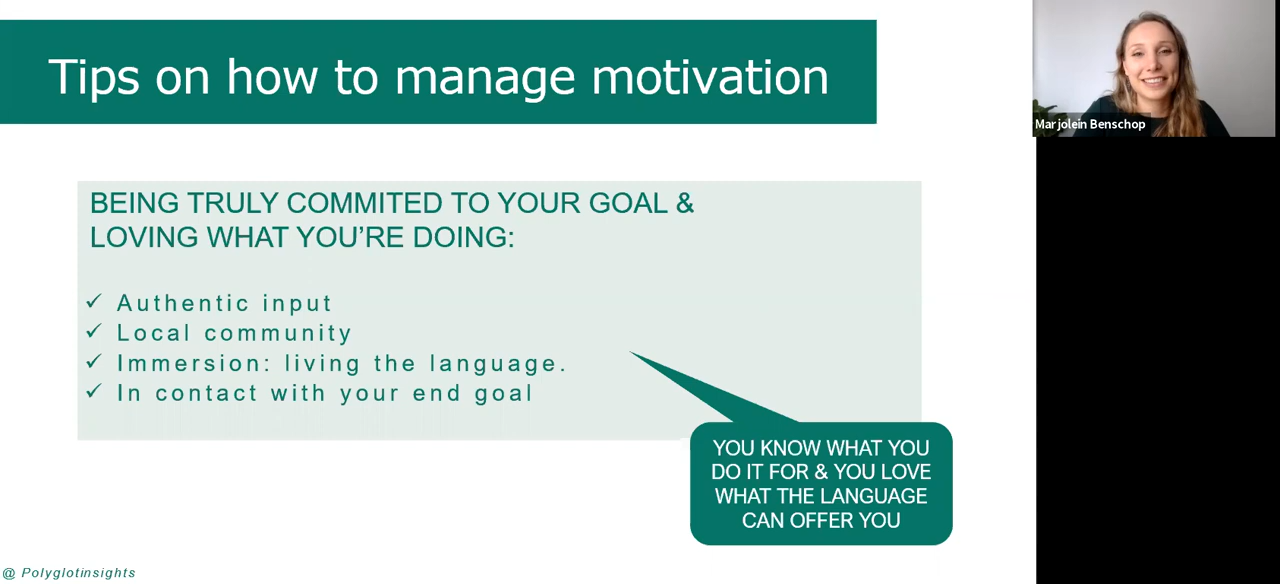 Tips on how to manage motivation
Marjolein Benschop
BEING TRULY COMMITED TO YOUR GOAL &
LOVING WHAT YOU'RE DOING:
✓ Authentic input
✓ Local community
✓ Immersion: living the language.
✓ In contact with your end goal
YOU KNOW WHAT YOU
DO IT FOR & YOU LOVE
WHAT THE LANGUAGE
CAN OFFER YOU
@ Polyglotinsights